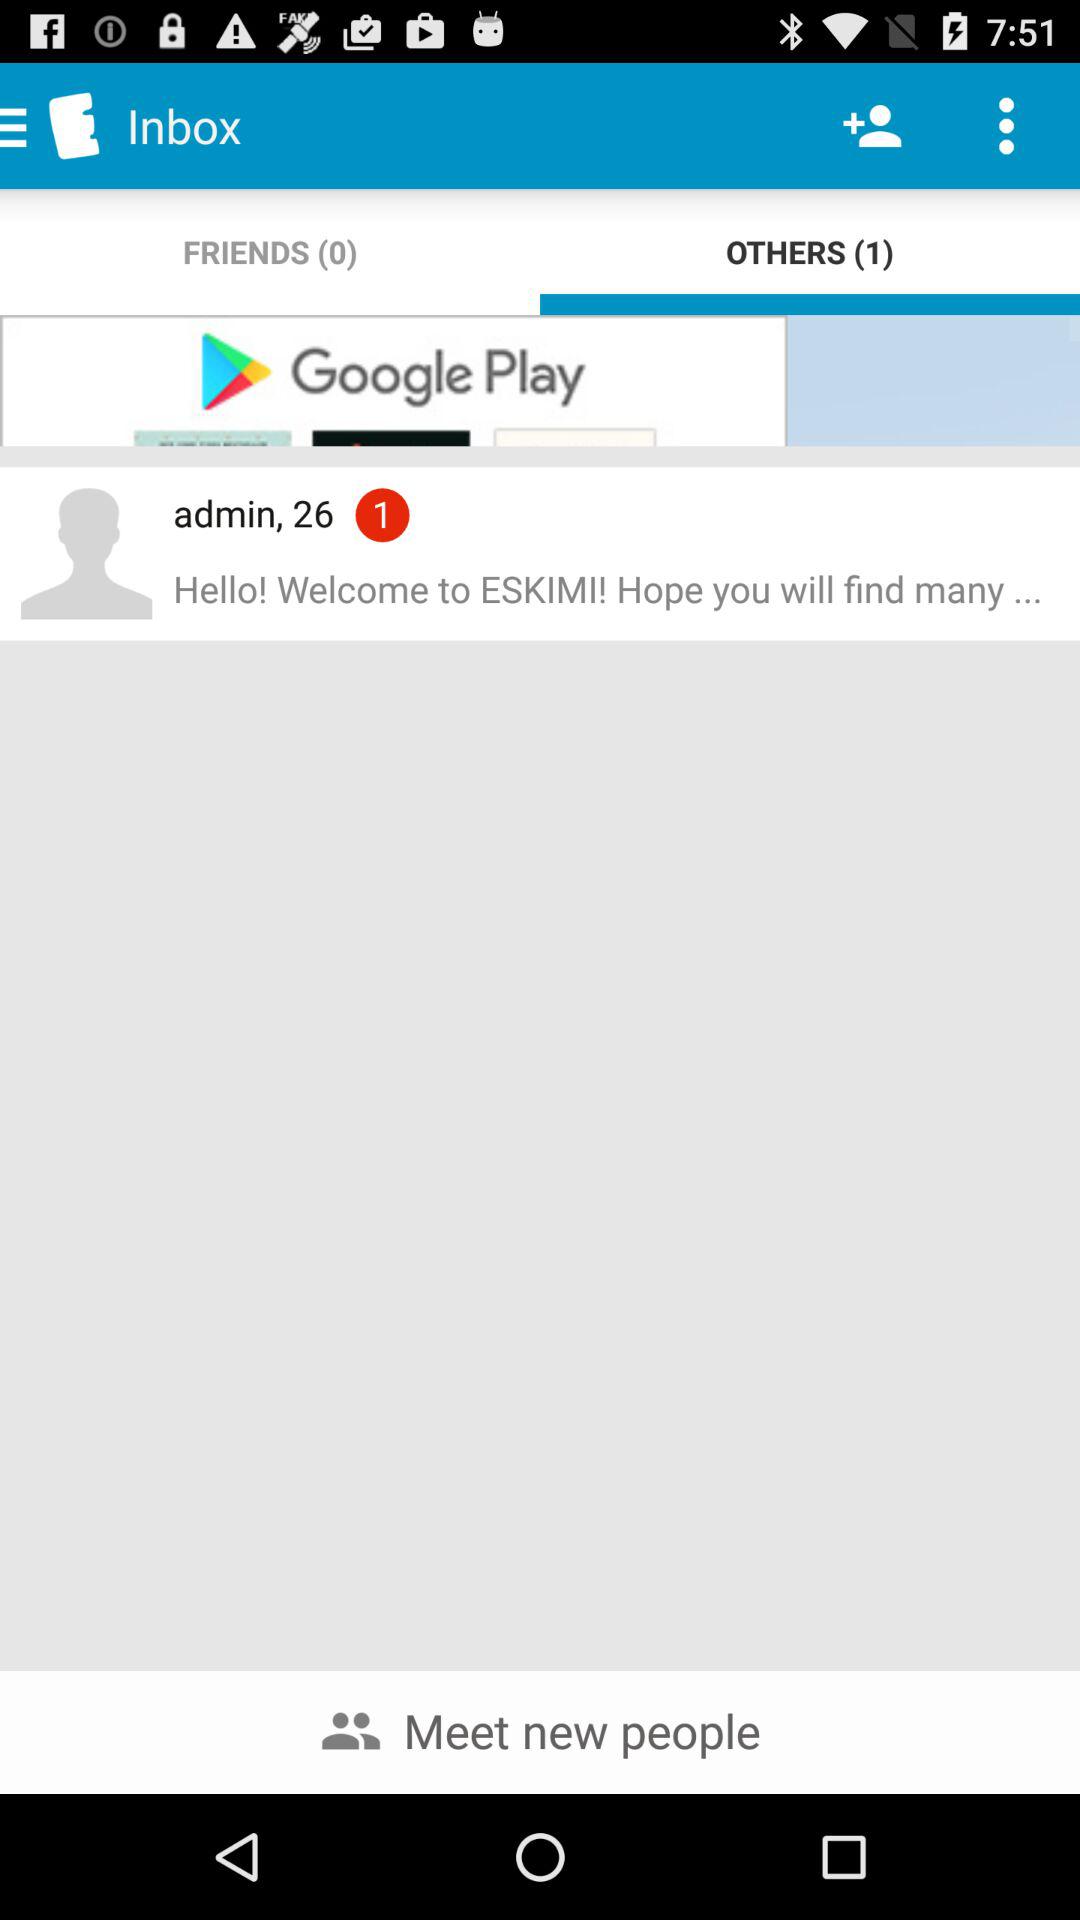 FAKE
7:51
Inbox
FRIENDS (0)
OTHERS (1)
Google Play
admin, 26 1
Hello! Welcome to ESKIMI! Hope you will find many ...
Meet new people